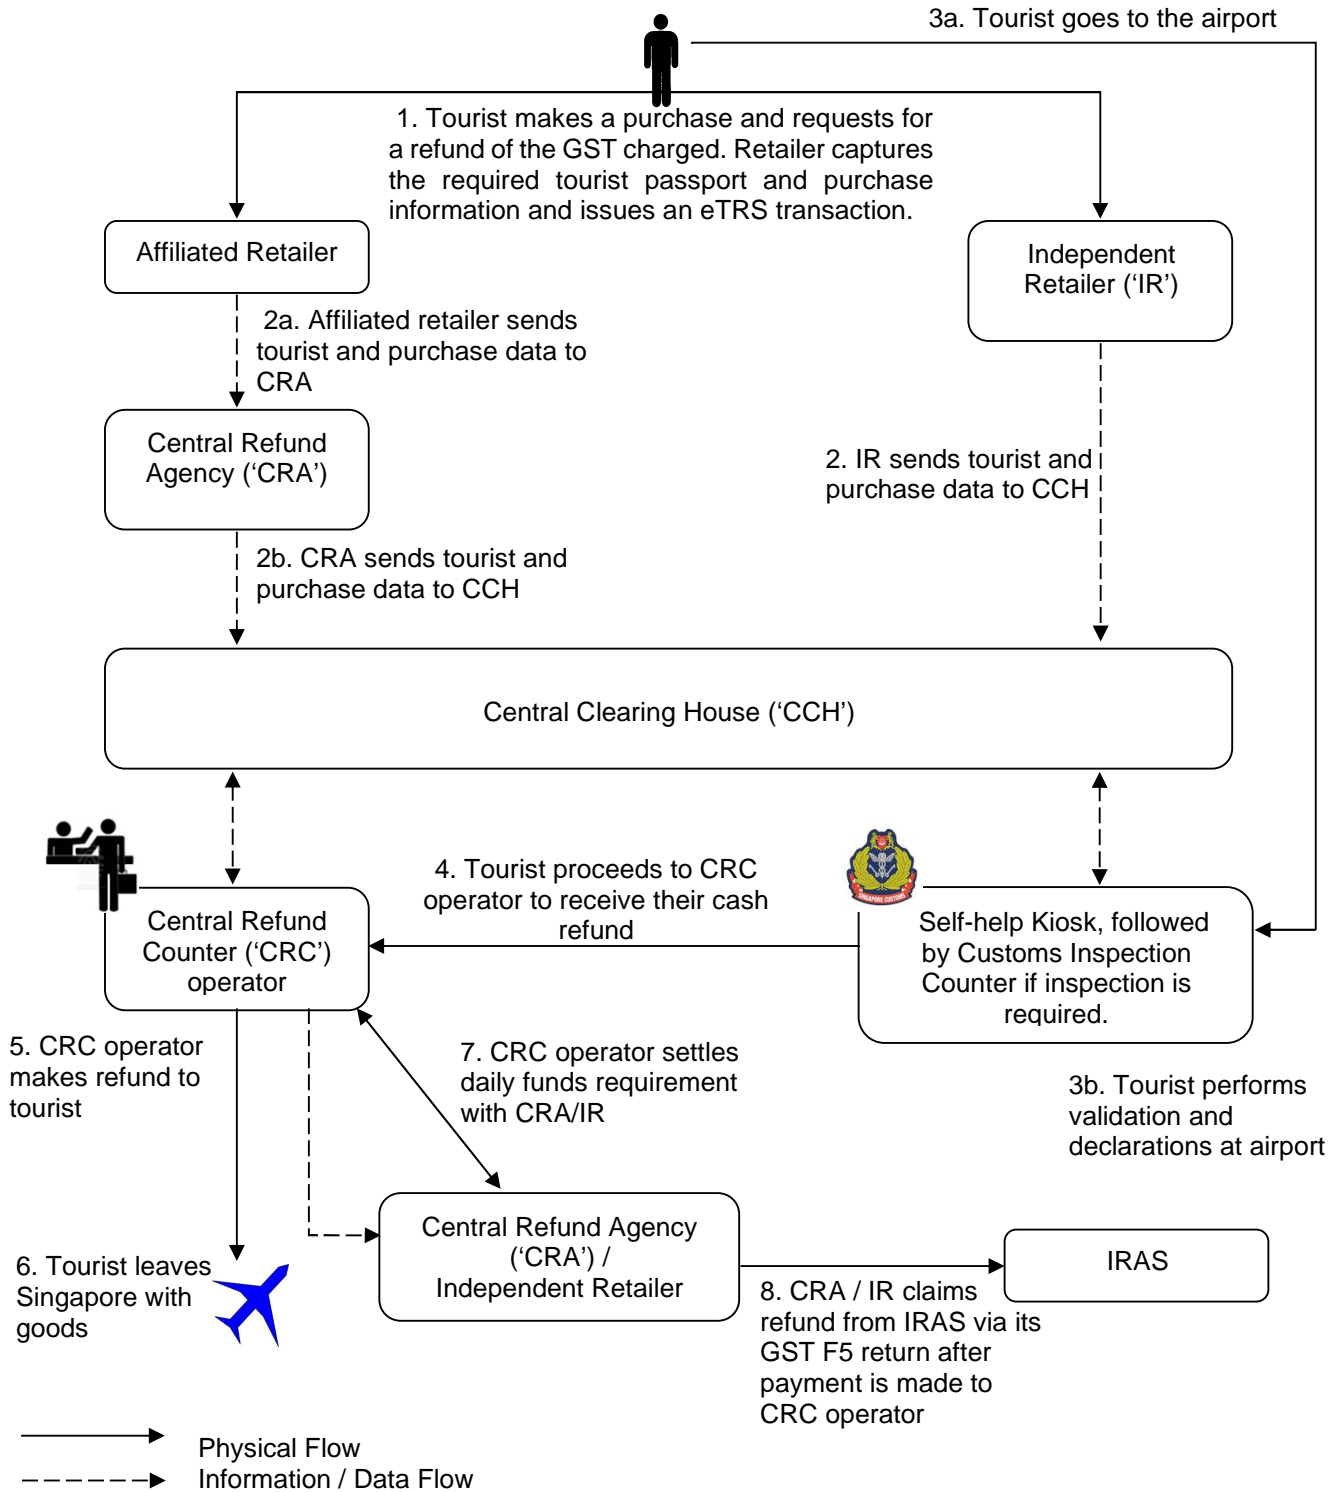 3a. Tourist goes to the airport
1. Tourist makes a purchase and requests for
a refund of the GST charged. Retailer captures
the required tourist passport and purchase
information and issues an eTRS transaction.
Affiliated Retailer
Independent
Retailer (‘IR’)
2a. Affiliated retailer sends
tourist and purchase data to
CRA
Central Refund
Agency (‘CRA’)
2. IR sends tourist and
purchase data to CCH
2b. CRA sends tourist and
purchase data to CCH
Central Clearing House (‘CCH’)
4. Tourist proceeds to CRC
operator to receive their cash
refund
SINGAPORE CUSTOMS
Central Refund
Counter (‘CRC’)
operator
Self-help Kiosk, followed
by Customs Inspection
Counter if inspection is
required.
5. CRC operator
makes refund to
tourist
7. CRC operator settles
daily funds requirement
with CRA/IR
3b. Tourist performs
validation and
declarations at airport
Central Refund Agency
(‘CRA’) /
Independent Retailer
IRAS
6. Tourist leaves
Singapore with
goods
8. CRA / IR claims
refund from IRAS via its
GST F5 return after
payment is made to
CRC operator
Physical Flow
Information / Data Flow